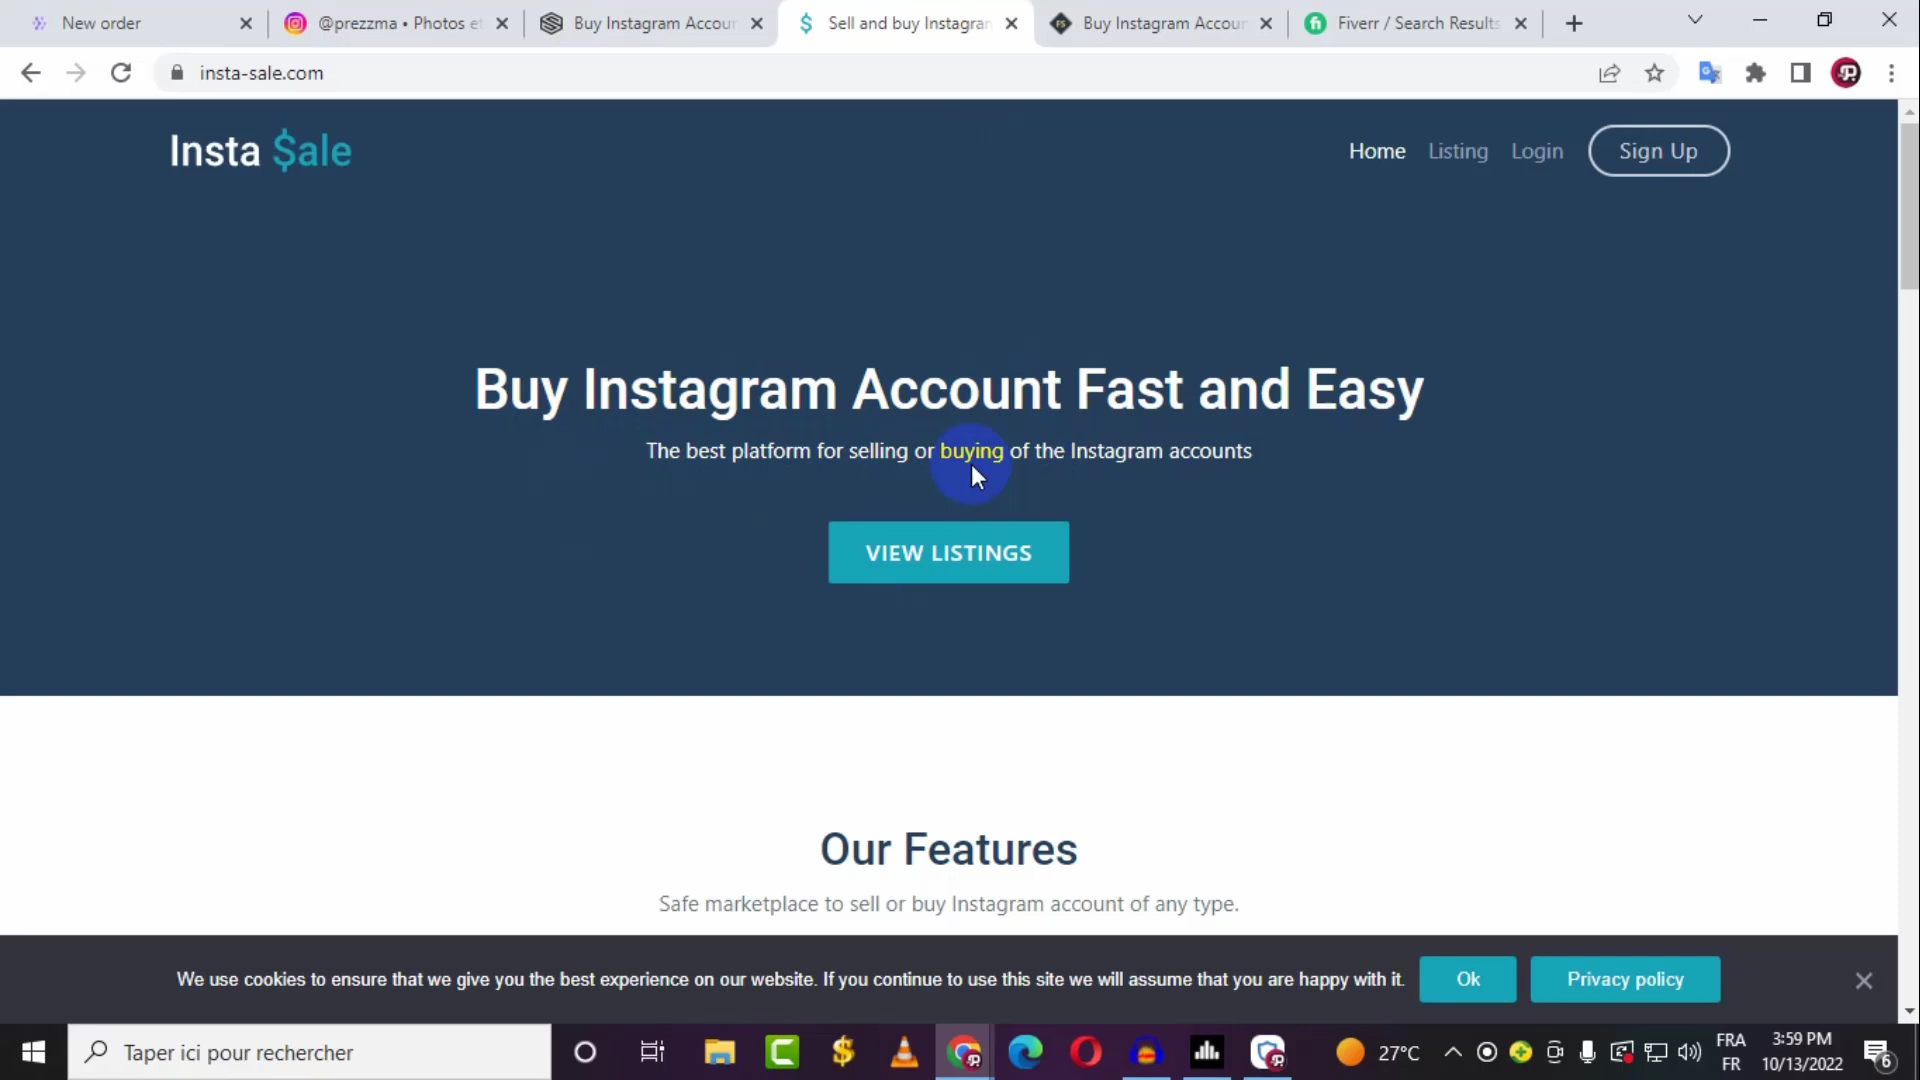 New order
@prezzma • Photos et
Buy Instagram Accoun
Sell and buy Instagran
Buy Instagram Accoun
Fiverr / Search Results
insta-sale.com
Insta $ale
Home
Listing
Login
Sign Up
Buy Instagram Account Fast and Easy
The best platform for selling or buying of the Instagram accounts
VIEW LISTINGS
Our Features
Safe marketplace to sell or buy Instagram account of any type.
We use cookies to ensure that we give you the best experience on our website. If you continue to use this site we will assume that you are happy with it.
Ok
Privacy policy
Taper ici pour rechercher
27°C
FRA
FR
3:59 PM
10/13/2022
6